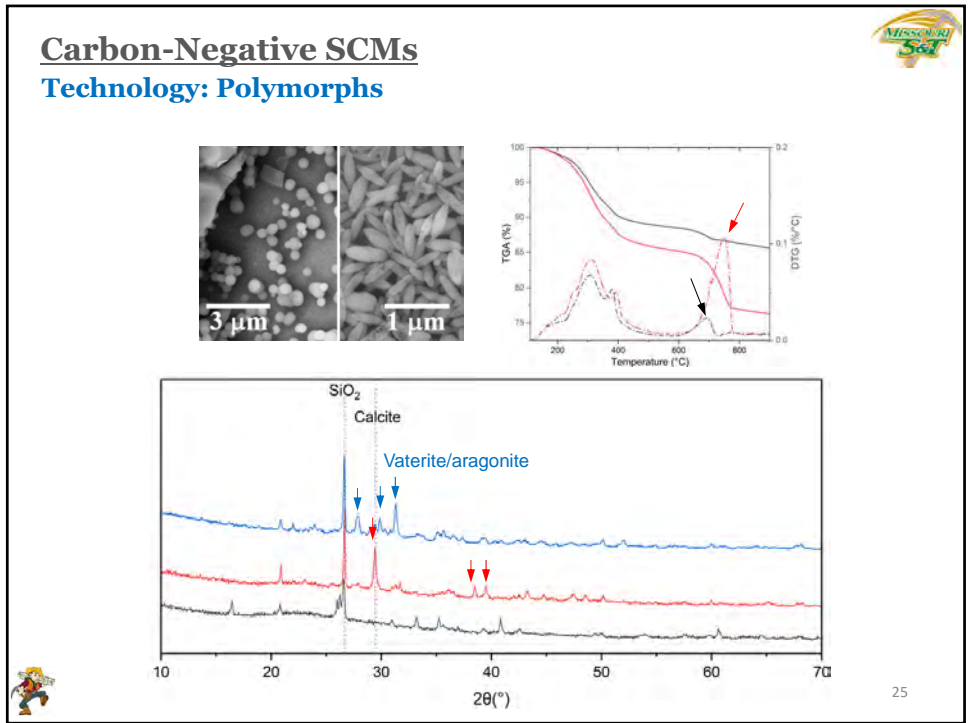 Carbon-Negative SCMs
Technology: Polymorphs
MISSOURI
S&T
3 μm
1 μm
100
95
90
85
82
75
TGA (%)
200
400
600
800
Temperature (°C)
0.2
0.1
0.0
DTG (%/°C)
SiO₂
Calcite
Vaterite/aragonite
10
20
30
40
50
60
70
2θ(°)
25